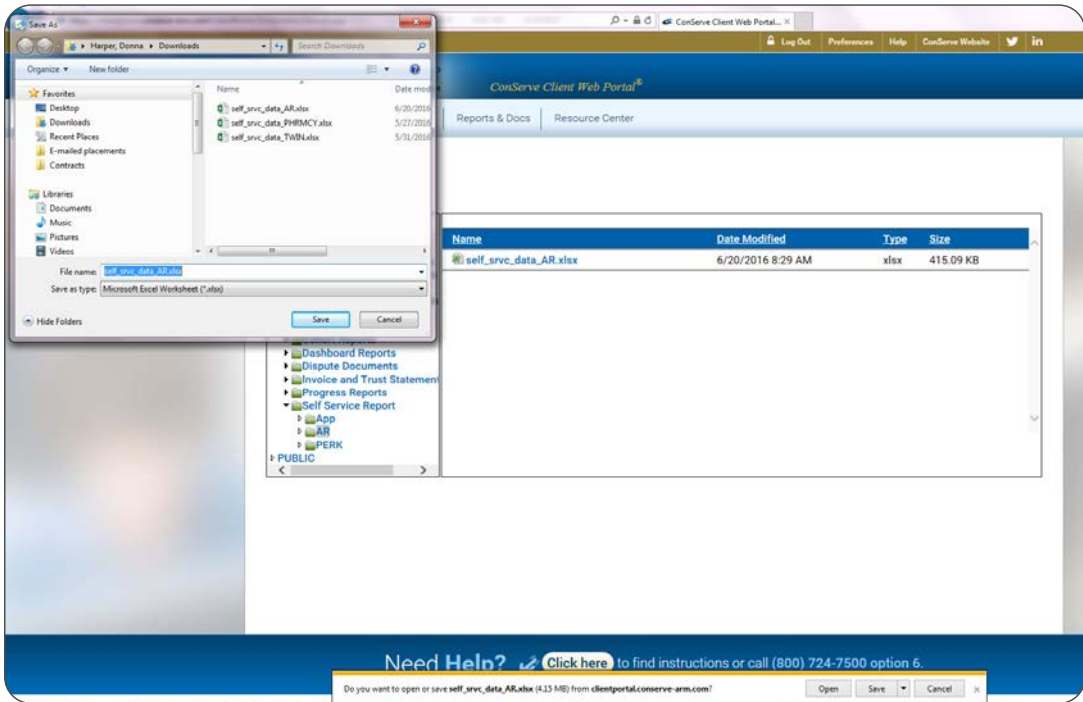 Save As
ConServe Client Web Portal...
Harper, Donna ▸ Downloads
Search Downloads
Log Out Preferences Help ConServe Website
Organize New folder
ConServe Client Web Portal®
Reports & Docs Resource Center
Favorites
Desktop
Downloads
Recent Places
E-mailed placements
Contracts
Libraries
Documents
Music
Pictures
Videos
Name Date mod
self_srvc_data_AR.xlsx 6/20/2016
self_srvc_data_PHRMCY.xlsx 5/27/2016
self_srvc_data_TWIN.xlsx 5/31/2016
File name: self_srvc_data_AR.xlsx
Save as type: Microsoft Excel Worksheet (*.xlsx)
Hide Folders Save Cancel
Name Date Modified Type Size
self_srvc_data_AR.xlsx 6/20/2016 8:29 AM xlsx 415.09 KB
Dashboard Reports
Dispute Documents
Invoice and Trust Statemen
Progress Reports
Self Service Report
App
AR
PERK
PUBLIC
Need Help? Click here to find instructions or call (800) 724-7500 option 6.
Do you want to open or save self_srvc_data_AR.xlsx (4.15 MB) from clientportal.conserve-arm.com?
Open Save Cancel